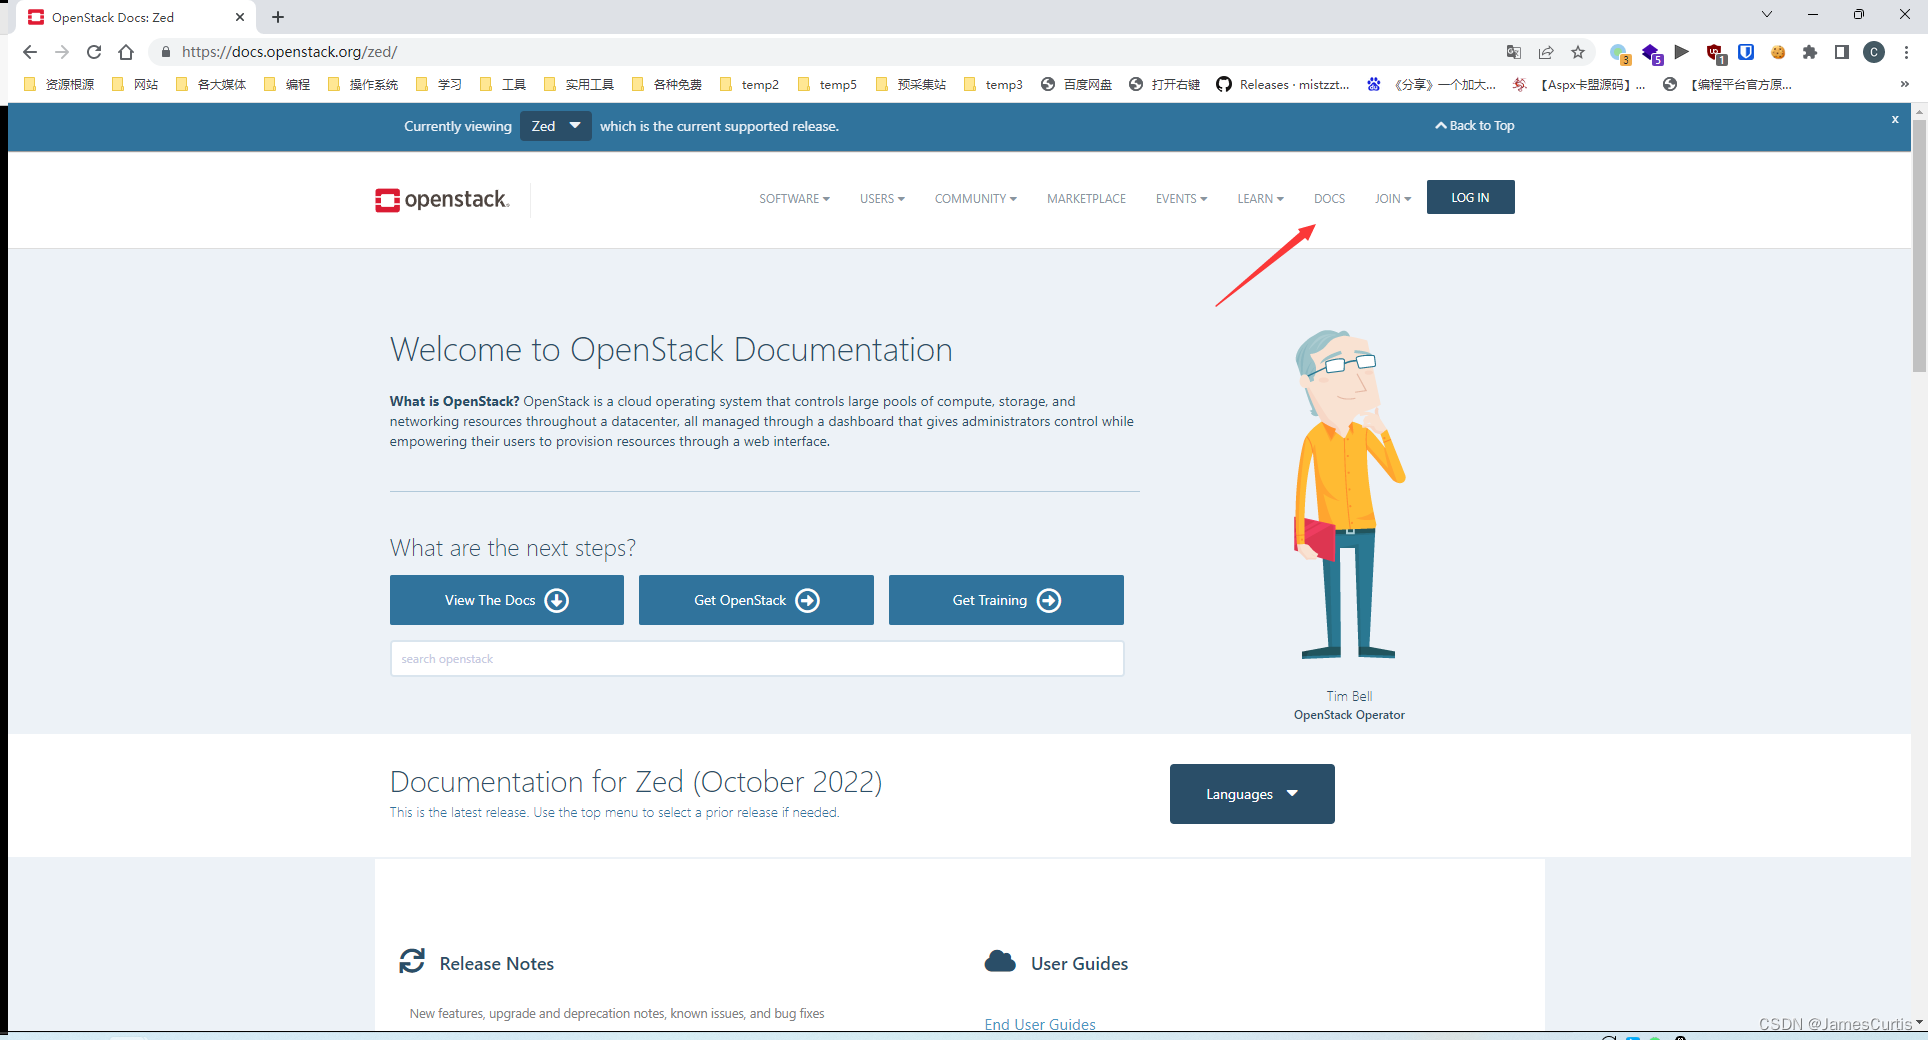 OpenStack Docs: Zed
https://docs.openstack.org/zed/
3
5
1
C
资源根源 网站 各大媒体 编程 操作系统 学习 工具 实用工具 各种免费 temp2 temp5 预采集站 temp3 百度网盘 打开右键 Releases · mistzzt... 《分享》一个加大... 【Aspx卡盟源码】... 【编程平台官方原... »
Currently viewing Zed which is the current supported release. Back to Top x
openstack. SOFTWARE USERS COMMUNITY MARKETPLACE EVENTS LEARN DOCS JOIN LOG IN
Welcome to OpenStack Documentation
What is OpenStack? OpenStack is a cloud operating system that controls large pools of compute, storage, and
networking resources throughout a datacenter, all managed through a dashboard that gives administrators control while
empowering their users to provision resources through a web interface.
What are the next steps?
View The Docs Get OpenStack Get Training
search openstack
Tim Bell
OpenStack Operator
Documentation for Zed (October 2022)
This is the latest release. Use the top menu to select a prior release if needed.
Languages
Release Notes
New features, upgrade and deprecation notes, known issues, and bug fixes
User Guides
End User Guides
CSDN @JamesCurtis